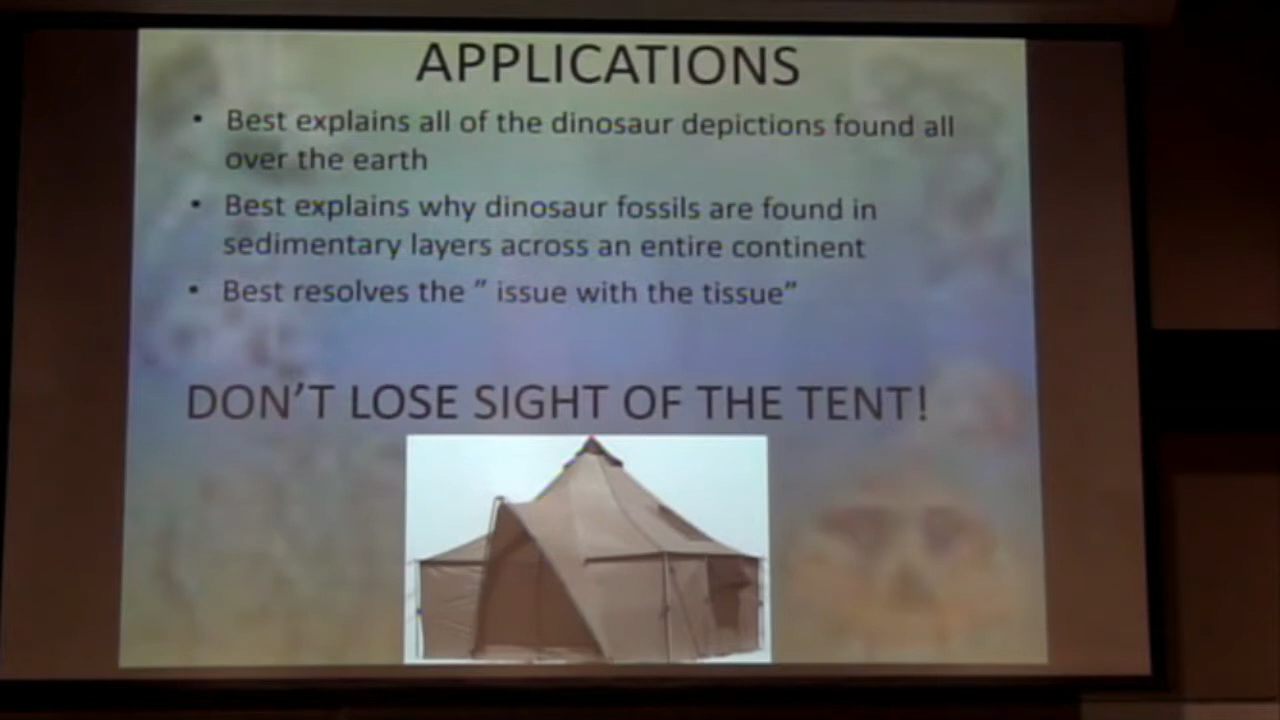 APPLICATIONS
• Best explains all of the dinosaur depictions found all
over the earth
• Best explains why dinosaur fossils are found in
sedimentary layers across an entire continent
• Best resolves the ” issue with the tissue”
DON’T LOSE SIGHT OF THE TENT!